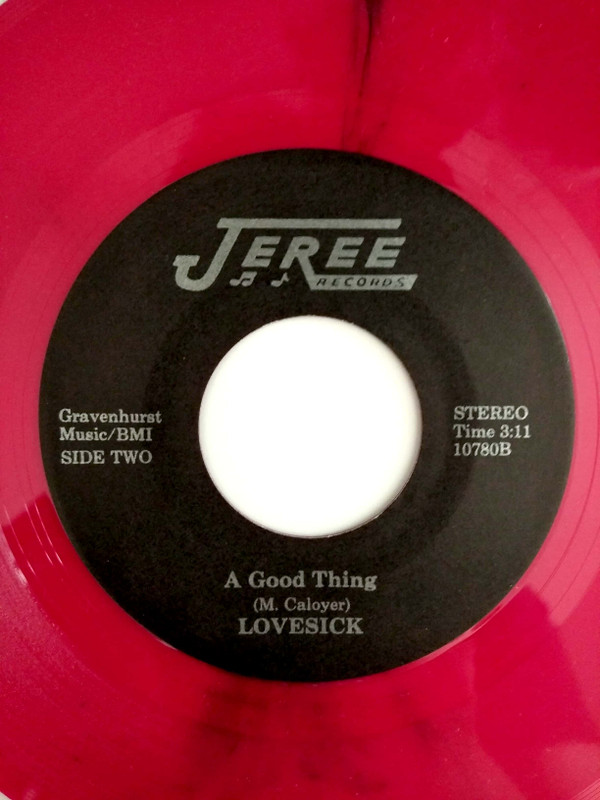 JEREE
RECORDS
Gravenhurst
Music/BMI
SIDE TWO
STEREO
Time 3:11
10780B
A Good Thing
(M. Caloyer)
LOVESICK